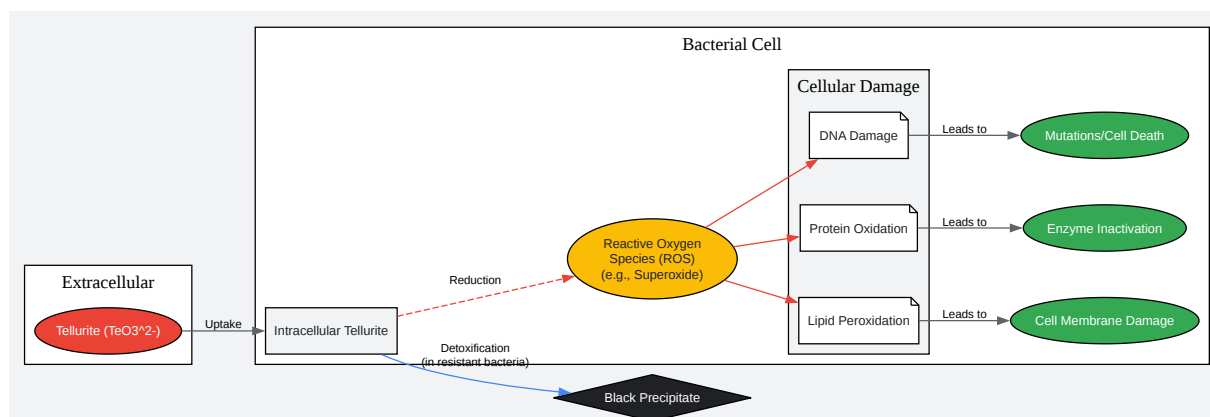 Bacterial Cell
Cellular Damage
DNA Damage
Leads to
Mutations/Cell Death
Protein Oxidation
Leads to
Enzyme Inactivation
Reactive Oxygen
Species (ROS)
(e.g., Superoxide)
Reduction
Extracellular
Tellurite (TeO3^2-)
Uptake
Intracellular Tellurite
Lipid Peroxidation
Leads to
Cell Membrane Damage
Detoxification
(in resistant bacteria)
Black Precipitate